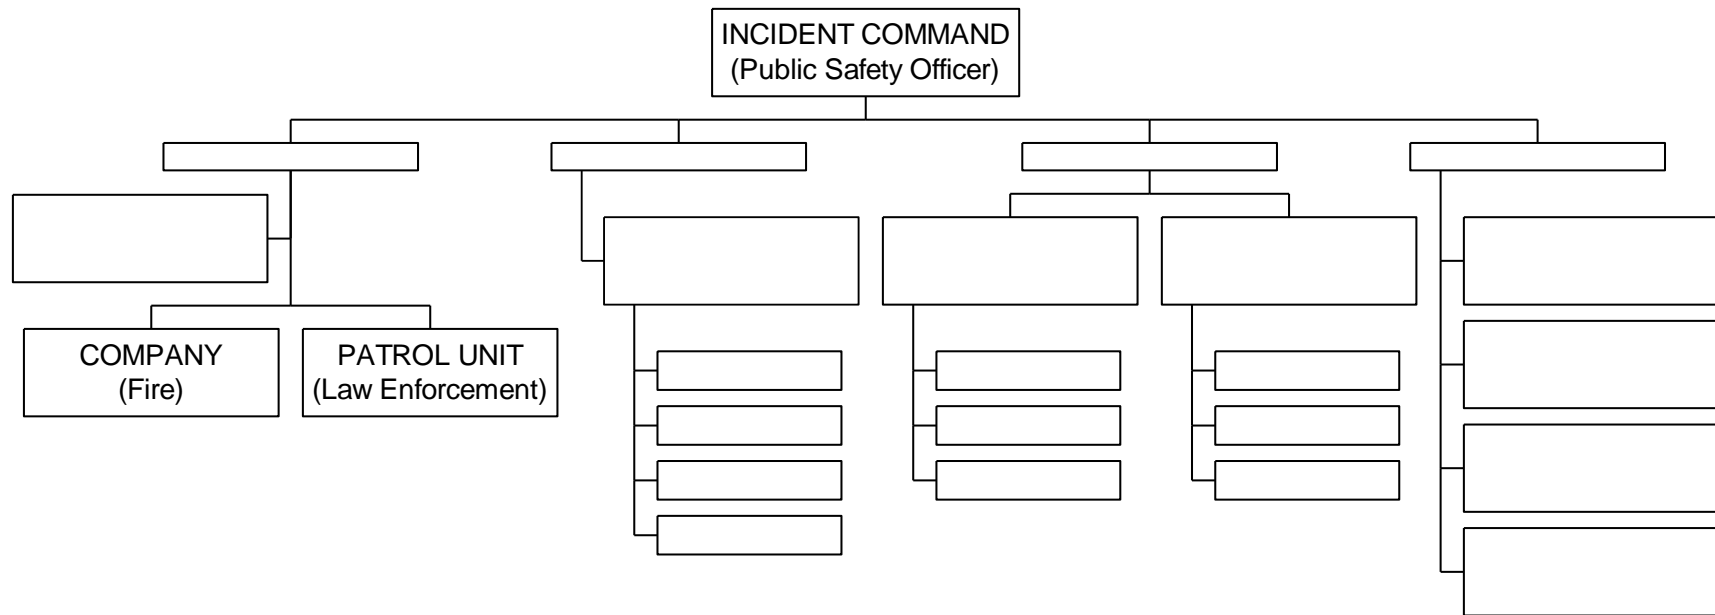 INCIDENT COMMAND
(Public Safety Officer)
COMPANY
(Fire)
PATROL UNIT
(Law Enforcement)